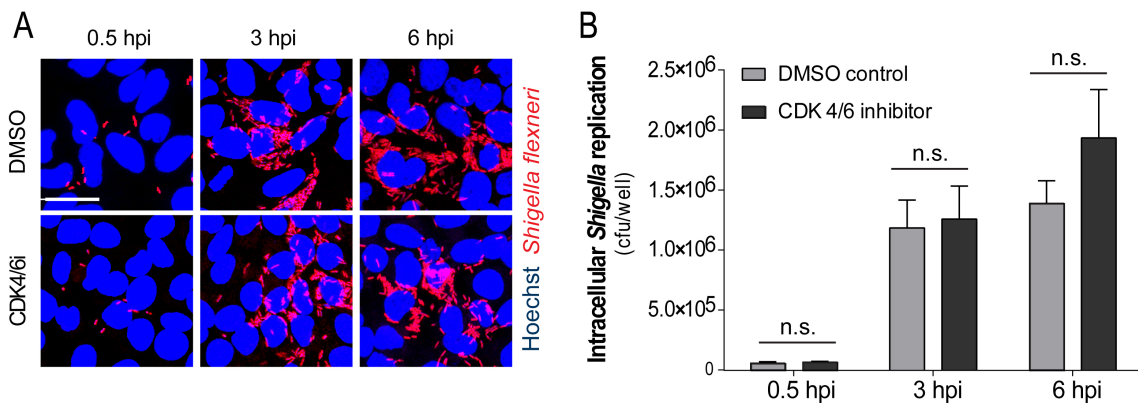 A
0.5 hpi
3 hpi
6 hpi
DMSO
CDK4/6i
Hoechst Shigella flexneri
B
Intracellular Shigella replication
(cfu/well)
2.5×10⁶
2.0×10⁶
1.5×10⁶
1.0×10⁶
5.0×10⁵
0
DMSO control
CDK 4/6 inhibitor
n.s.
n.s.
n.s.
0.5 hpi
3 hpi
6 hpi